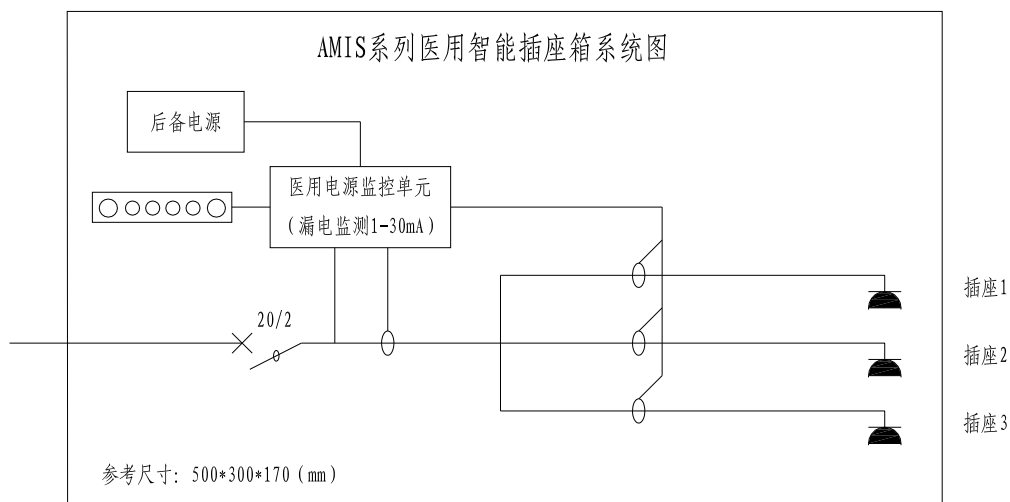 AMIS系列医用智能插座箱系统图
后备电源
医用电源监控单元
(漏电监测1-30mA)
20/2
插座1
插座2
插座3
参考尺寸: 500*300*170(mm)